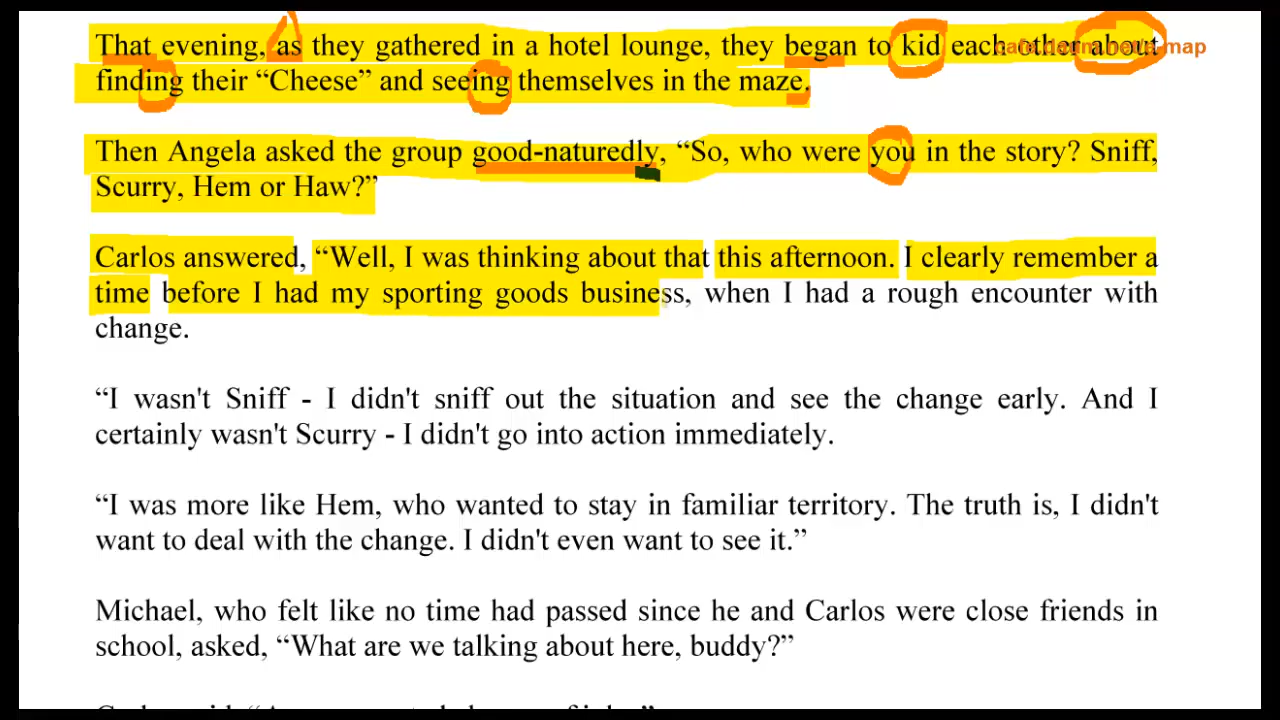 That evening, as they gathered in a hotel lounge, they began to kid each other about
finding their “Cheese” and seeing themselves in the maze.
Then Angela asked the group good-naturedly, “So, who were you in the story? Sniff,
Scurry, Hem or Haw?”
Carlos answered, “Well, I was thinking about that this afternoon. I clearly remember a
time before I had my sporting goods business, when I had a rough encounter with
change.
“I wasn't Sniff - I didn't sniff out the situation and see the change early. And I
certainly wasn't Scurry - I didn't go into action immediately.
“I was more like Hem, who wanted to stay in familiar territory. The truth is, I didn't
want to deal with the change. I didn't even want to see it.”
Michael, who felt like no time had passed since he and Carlos were close friends in
school, asked, “What are we talking about here, buddy?”